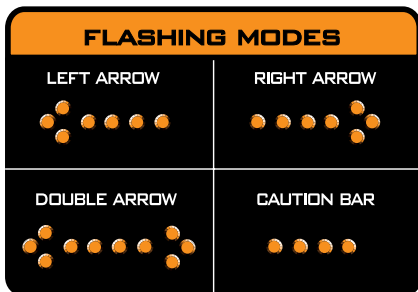 FLASHING MODES
LEFT ARROW
RIGHT ARROW
DOUBLE ARROW
CAUTION BAR